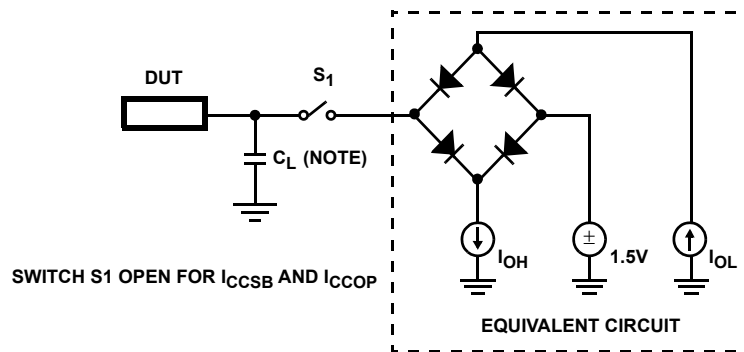 DUT
S1
CL (NOTE)
±
IOH
1.5V
IOL
SWITCH S1 OPEN FOR ICCSB AND ICCOP
EQUIVALENT CIRCUIT